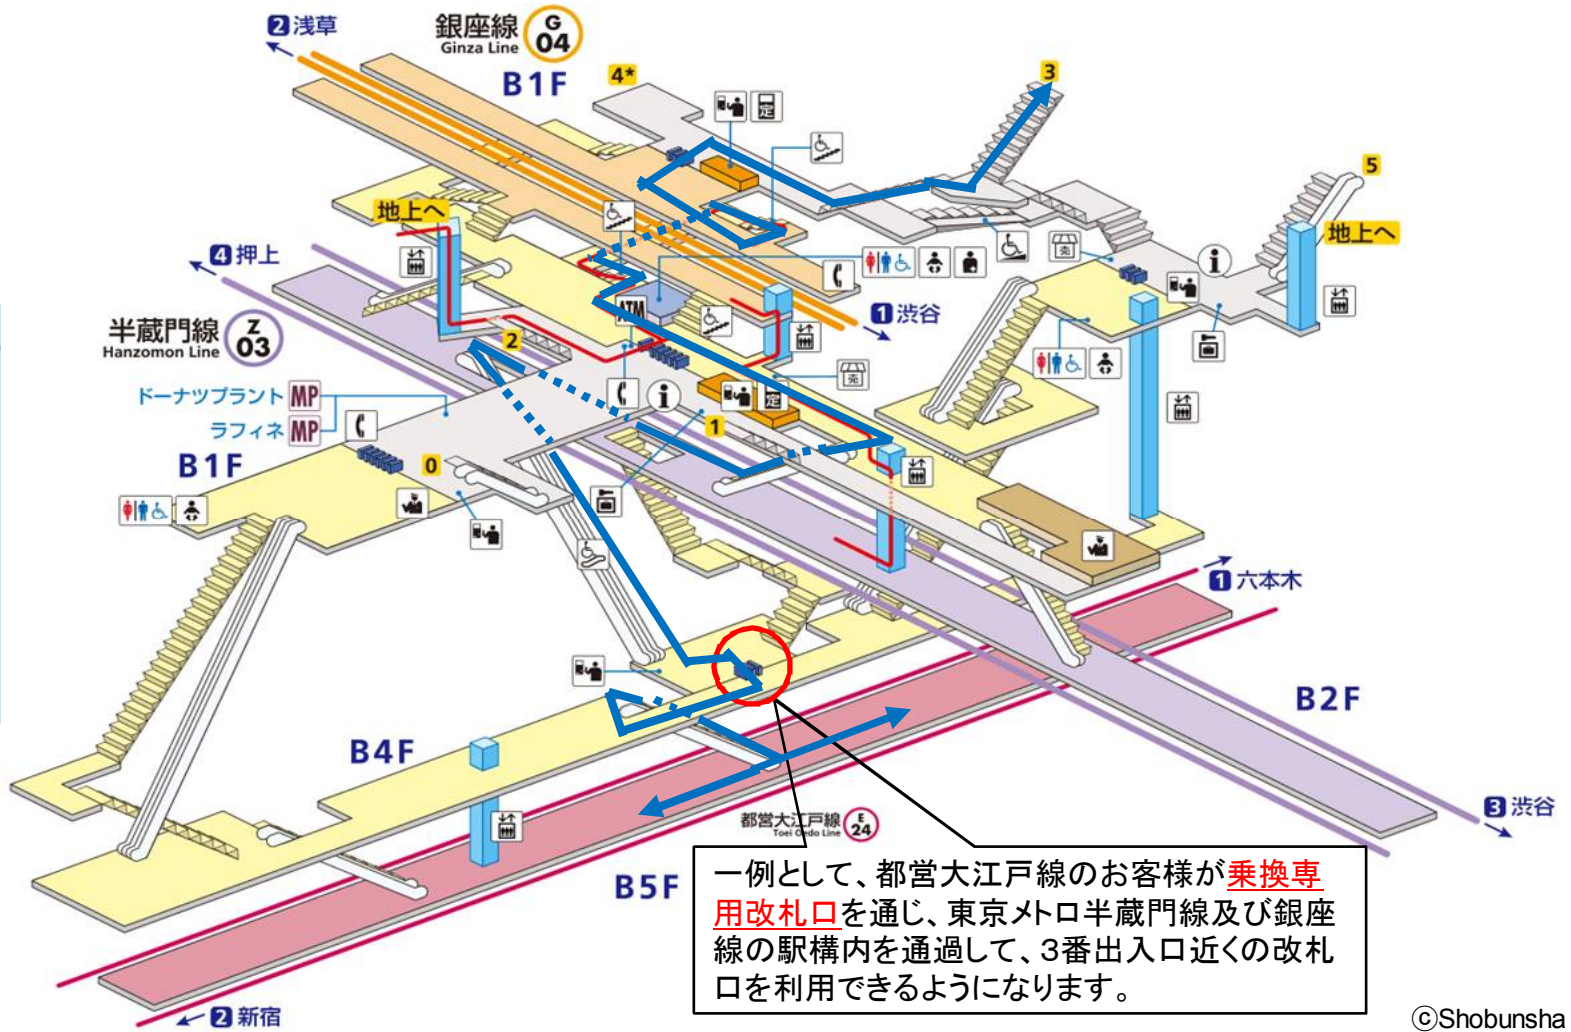 2 浅草
銀座線
Ginza Line
G
04
B1F
4*
3
5
定
地上へ
地上へ
売
4 押上
半蔵門線
Hanzomon Line
Z
03
ATM
1 渋谷
2
ドーナツプラント MP
ラフィネ MP
売
定
1
B1F
0
1 六本木
B2F
B4F
3 渋谷
都営大江戸線
Toei Oedo Line
E
24
B5F
一例として、都営大江戸線のお客様が乗換専
用改札口を通じ、東京メトロ半蔵門線及び銀座
線の駅構内を通過して、3番出入口近くの改札
口を利用できるようになります。
2 新宿
©Shobunsha